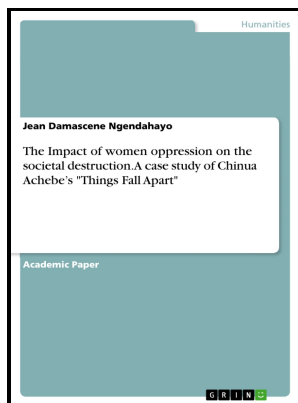 Humanities
Jean Damascene Ngendahayo
The Impact of women oppression on the
societal destruction.A case study of Chinua
Achebe's "Things Fall Apart"
Academic Paper
G R I N